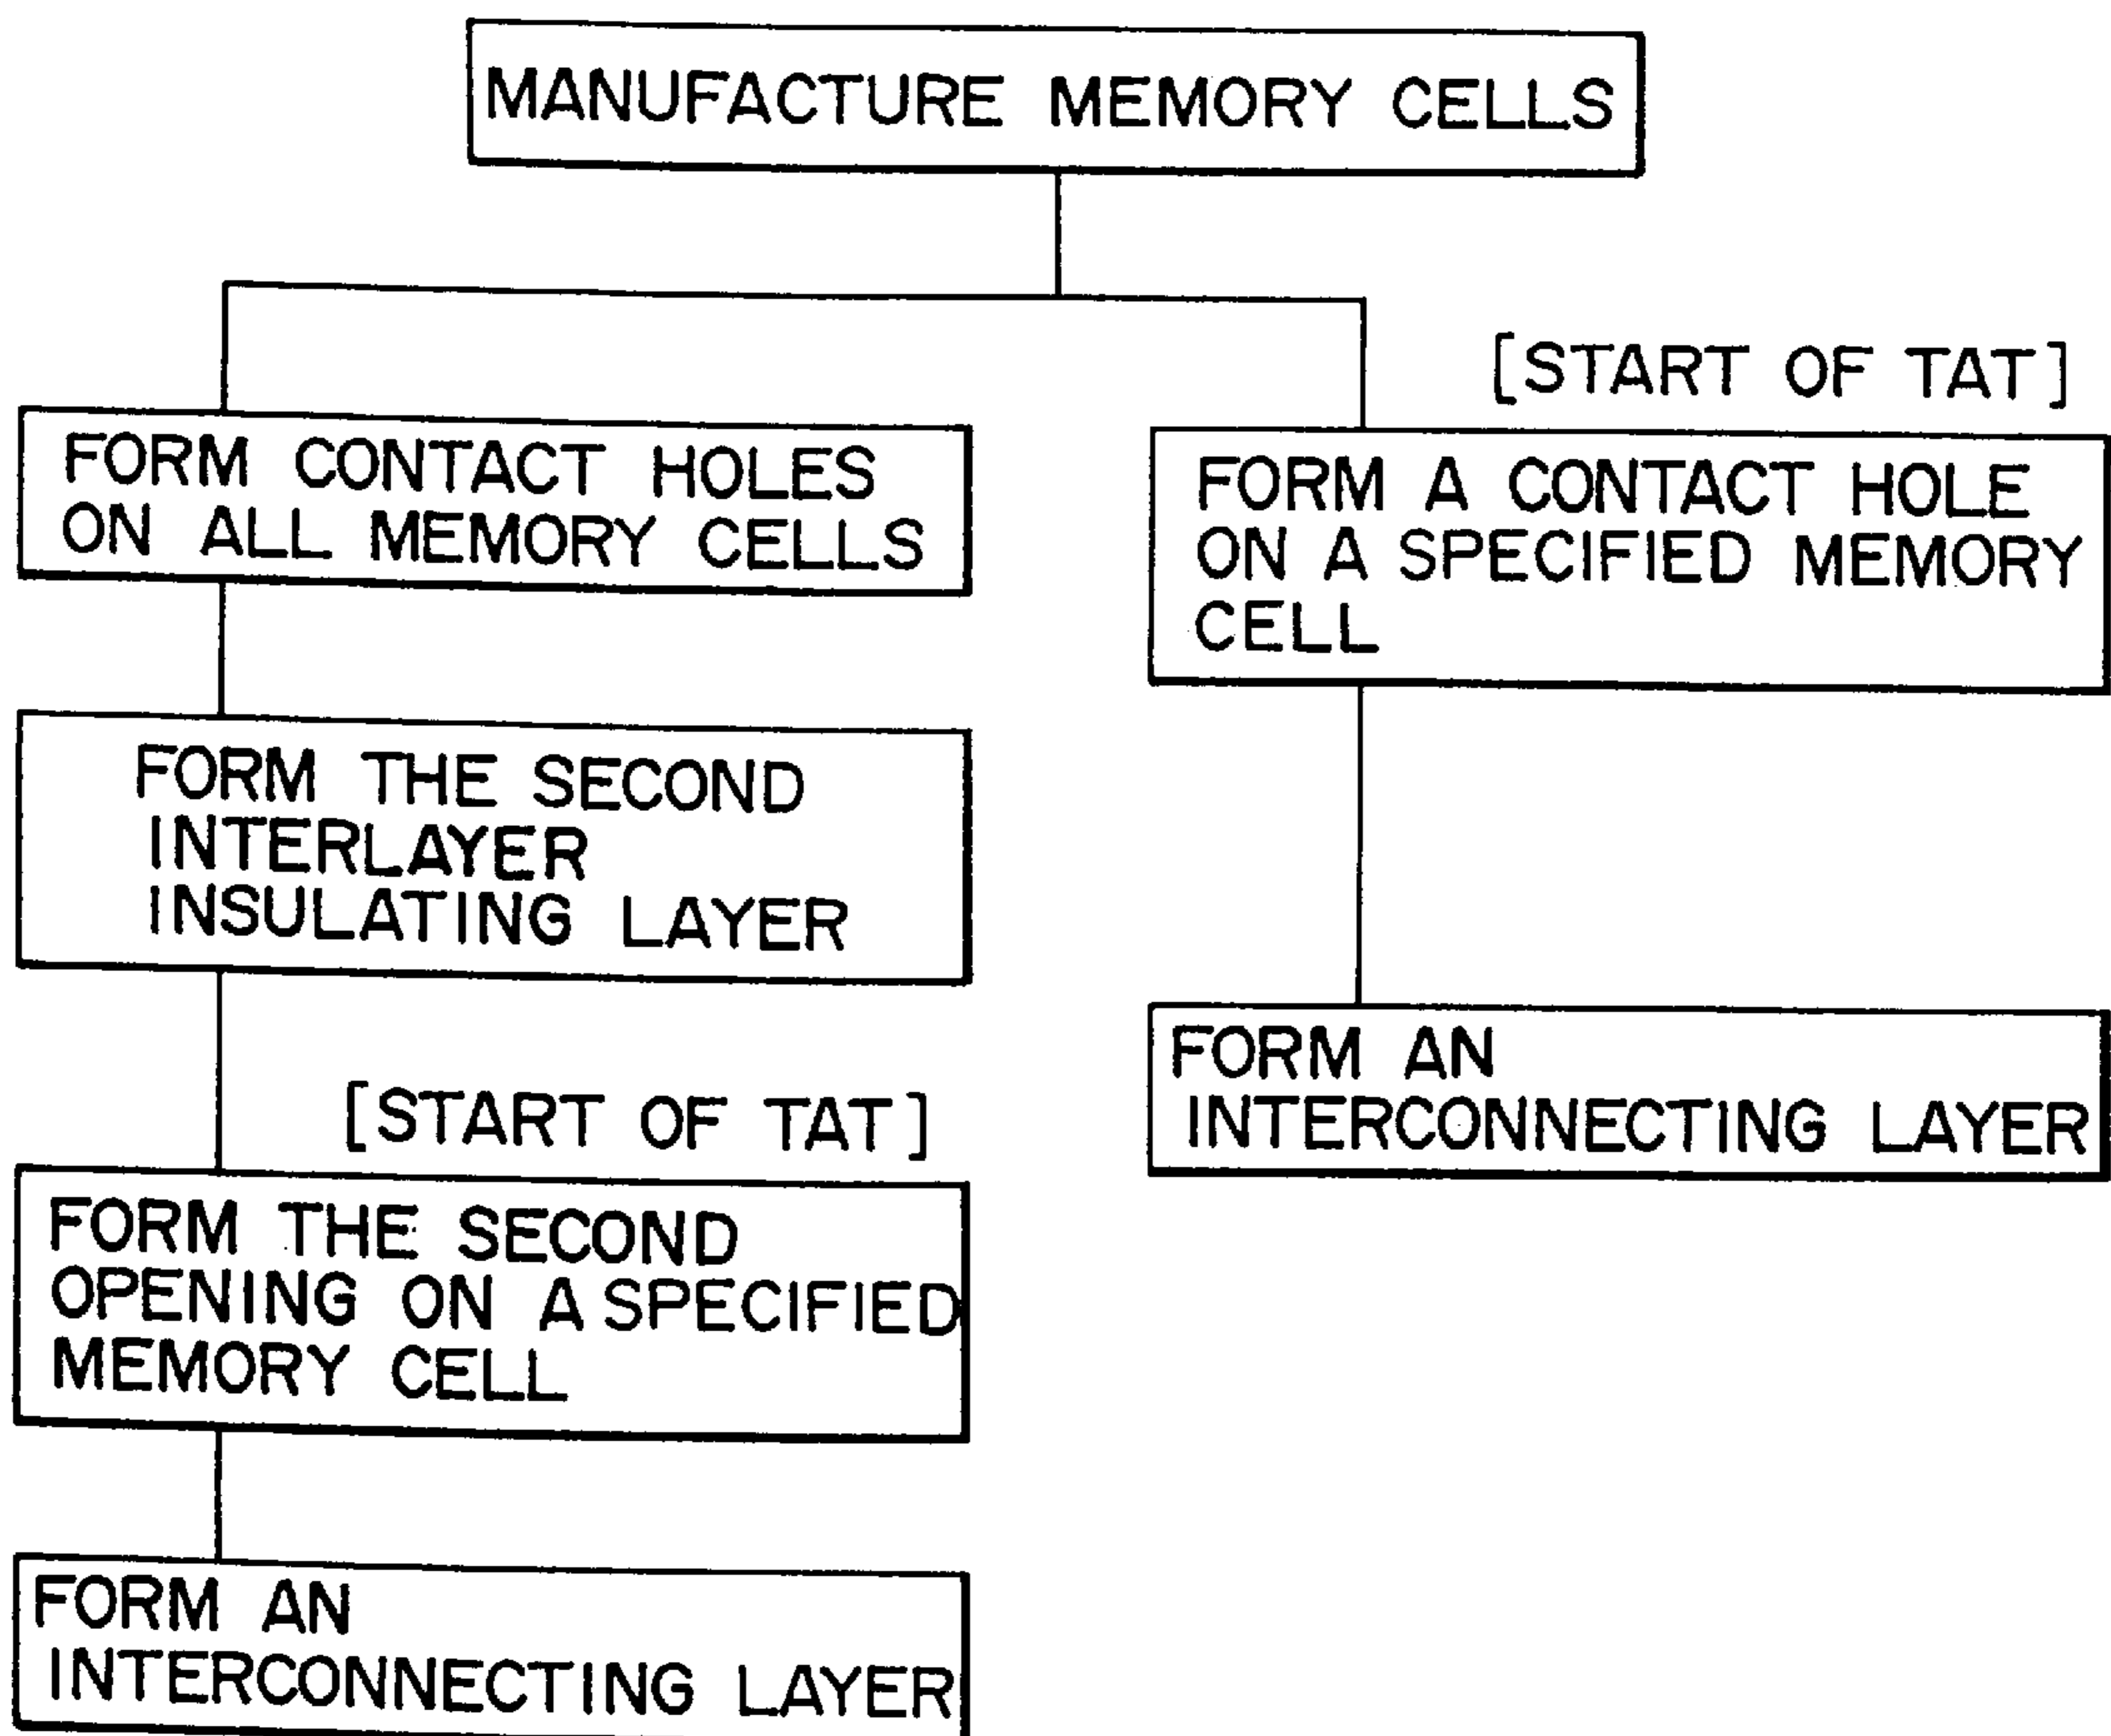 MANUFACTURE MEMORY CELLS
FORM CONTACT HOLES
ON ALL MEMORY CELLS
FORM THE SECOND
INTERLAYER
INSULATING LAYER
[START OF TAT]
FORM THE SECOND
OPENING ON A SPECIFIED
MEMORY CELL
FORM AN
INTERCONNECTING LAYER
[START OF TAT]
FORM A CONTACT HOLE
ON A SPECIFIED MEMORY
CELL
FORM AN
INTERCONNECTING LAYER